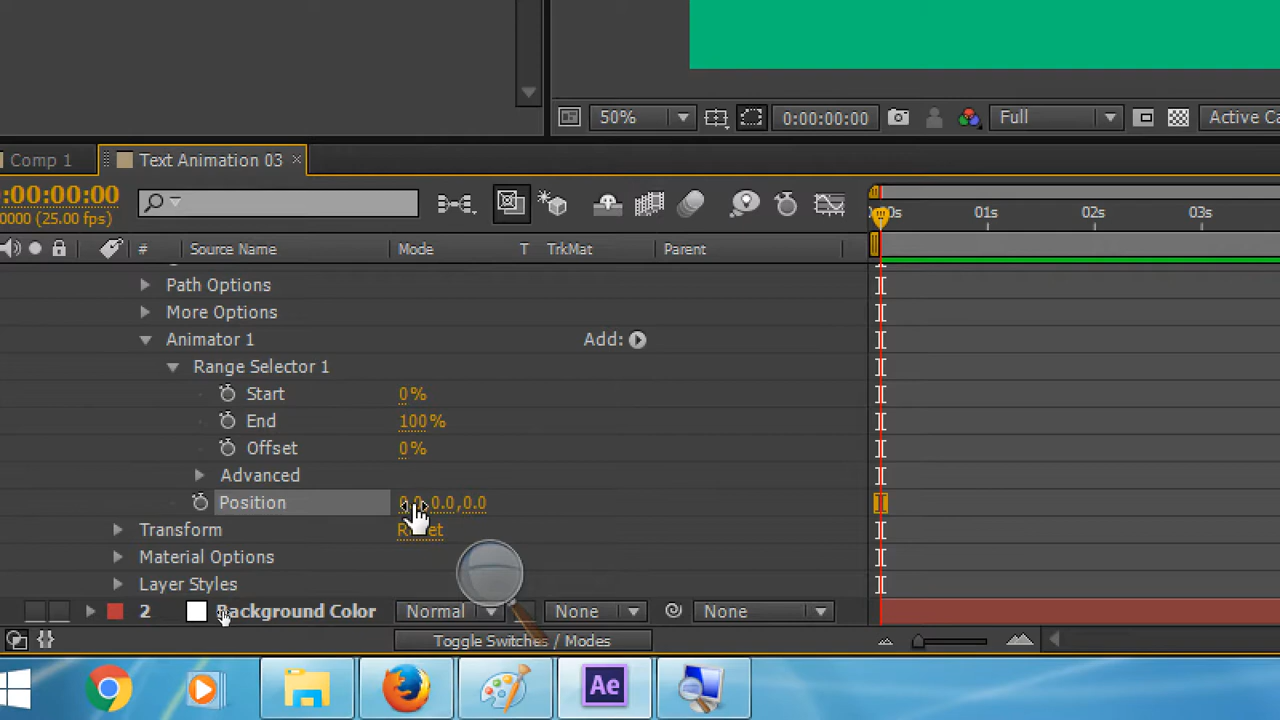 50%
0:00:00:00
Full
Active Ca
Comp 1
Text Animation 03
:00:00:00
0000 (25.00 fps)
01s
02s
03s
#
Source Name
Mode
T
TrkMat
Parent
Path Options
More Options
Animator 1
Add:
Range Selector 1
Start
0%
End
100%
Offset
0%
Advanced
Position
0.0,0.0
Transform
Material Options
Layer Styles
2
Background Color
Normal
None
None
Toggle Switches / Modes
Ae